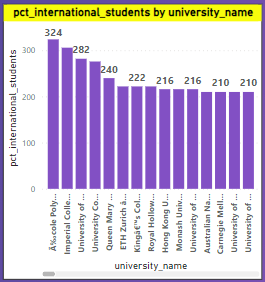 pct_international_students by university_name
pct_international_students
300
200
100
0
324
282
240
222
216
216
210
210
Ã‰cole Poly...
Imperial Colle...
University of ...
University Co...
Queen Mary ...
ETH Zurich â...
Kingâ€™s Col...
Royal Hollow...
Hong Kong U...
Monash Univ...
University of ...
Australian Na...
Carnegie Mell...
University of ...
University of ...
university_name